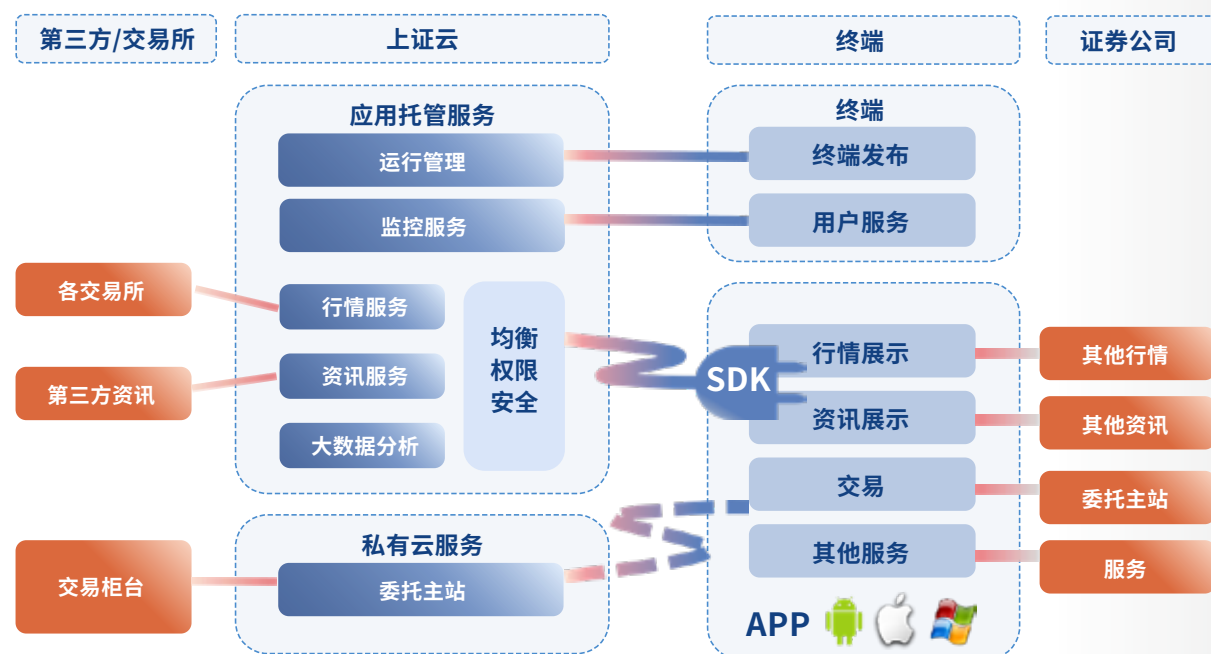 第三方/交易所
上证云
终端
证券公司
应用托管服务
运行管理
监控服务
行情服务
资讯服务
大数据分析
均衡
权限
安全
各交易所
第三方资讯
交易柜台
私有云服务
委托主站
终端
终端发布
用户服务
SDK
行情展示
资讯展示
交易
其他服务
APP
其他行情
其他资讯
委托主站
服务